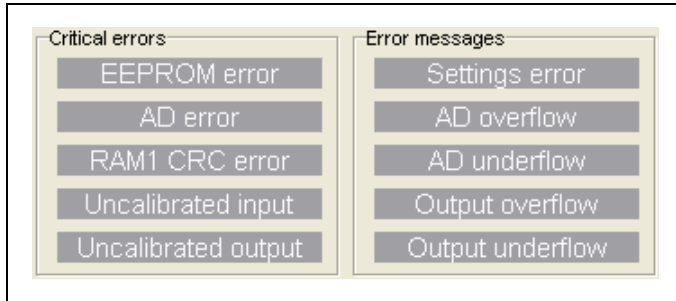 Critical errors
EEPROM error
AD error
RAM1 CRC error
Uncalibrated input
Uncalibrated output
Error messages
Settings error
AD overflow
AD underflow
Output overflow
Output underflow